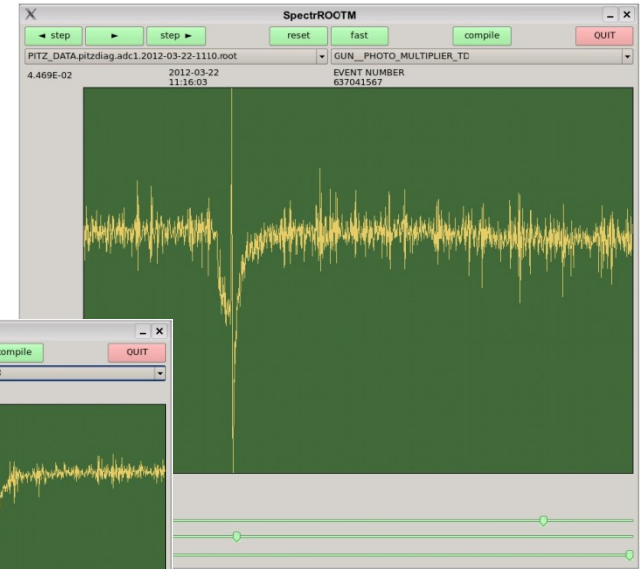 SpectrROOTM
◄ step ► step ► reset fast compile QUIT
PITZ_DATA.pitzdiag.adc1.2012-03-22-1110.root GUN__PHOTO_MULTIPLIER_TD
4.469E-02 2012-03-22 EVENT NUMBER
11:16:03 637041567
QUIT